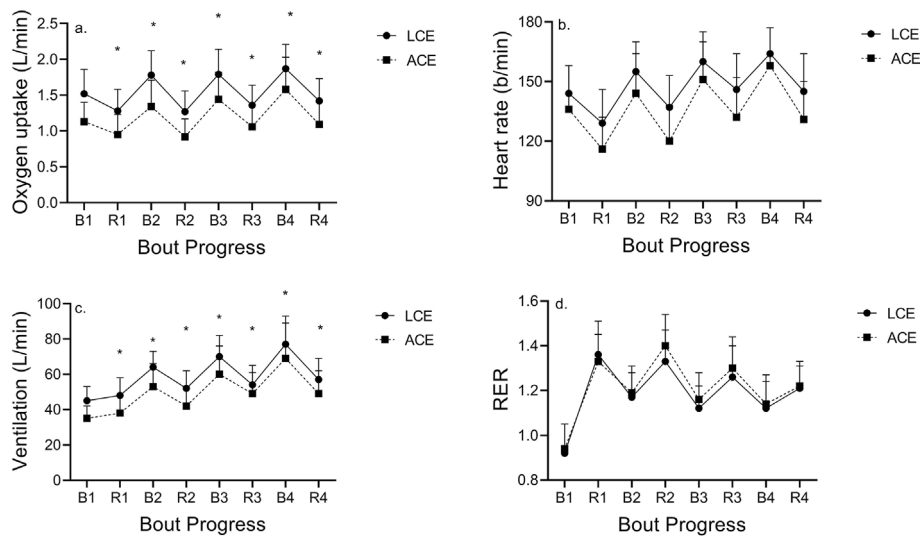 a.
2.5
2.0
1.5
1.0
0.5
0.0
Oxygen uptake (L/min)
* * * * * * *
B1 R1 B2 R2 B3 R3 B4 R4
Bout Progress
LCE
ACE
b.
180
150
120
90
Heart rate (b/min)
B1 R1 B2 R2 B3 R3 B4 R4
Bout Progress
LCE
ACE
c.
100
80
60
40
20
0
Ventilation (L/min)
* * * * * * *
B1 R1 B2 R2 B3 R3 B4 R4
Bout Progress
LCE
ACE
d.
1.6
1.4
1.2
1.0
0.8
RER
B1 R1 B2 R2 B3 R3 B4 R4
Bout Progress
LCE
ACE